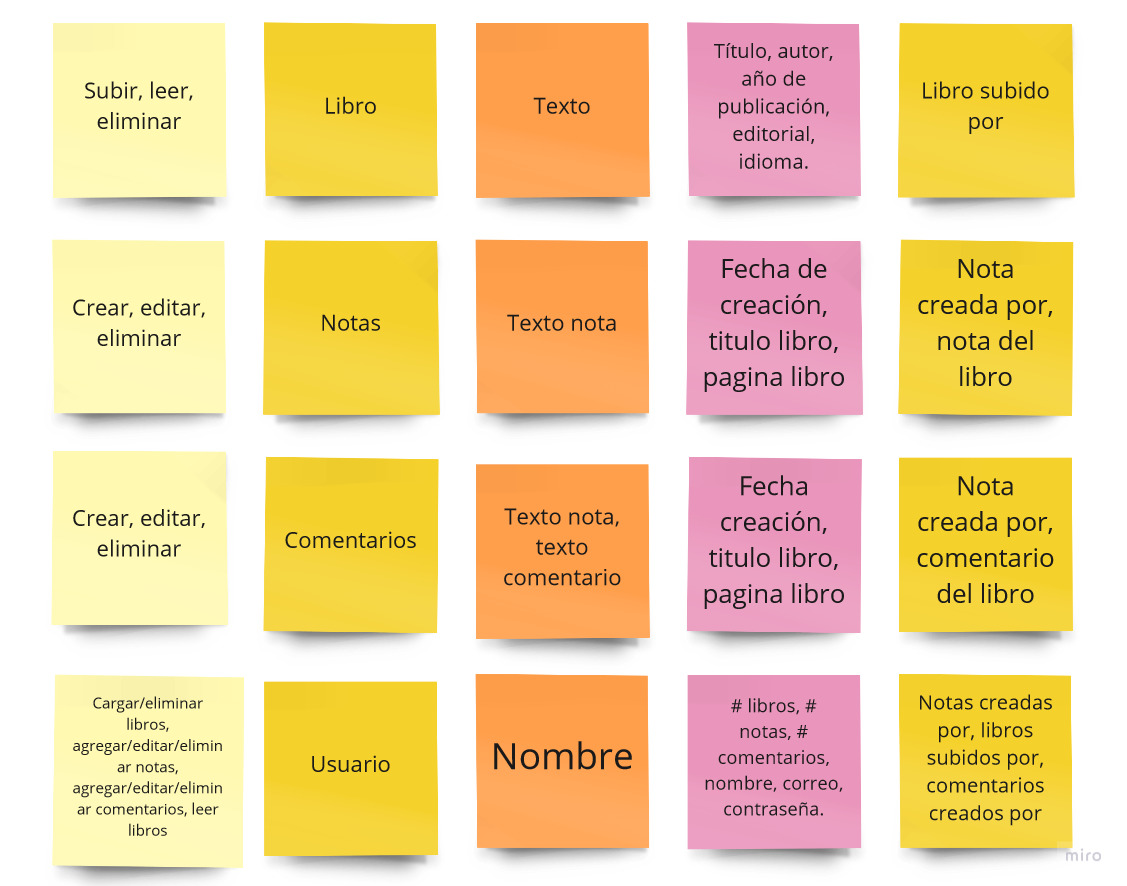 Subir, leer,
eliminar
Libro
Texto
Título, autor,
año de
publicación,
editorial,
idioma.
Libro subido
por
Crear, editar,
eliminar
Notas
Texto nota
Fecha de
creación,
titulo libro,
pagina libro
Nota
creada por,
nota del
libro
Crear, editar,
eliminar
Comentarios
Texto nota,
texto
comentario
Fecha
creación,
titulo libro,
pagina libro
Nota
creada por,
comentario
del libro
Cargar/eliminar
libros,
agregar/editar/elimin
ar notas,
agregar/editar/elimin
ar comentarios, leer
libros
Usuario
Nombre
# libros, #
notas, #
comentarios,
nombre, correo,
contraseña.
Notas creadas
por, libros
subidos por,
comentarios
creados por
miro